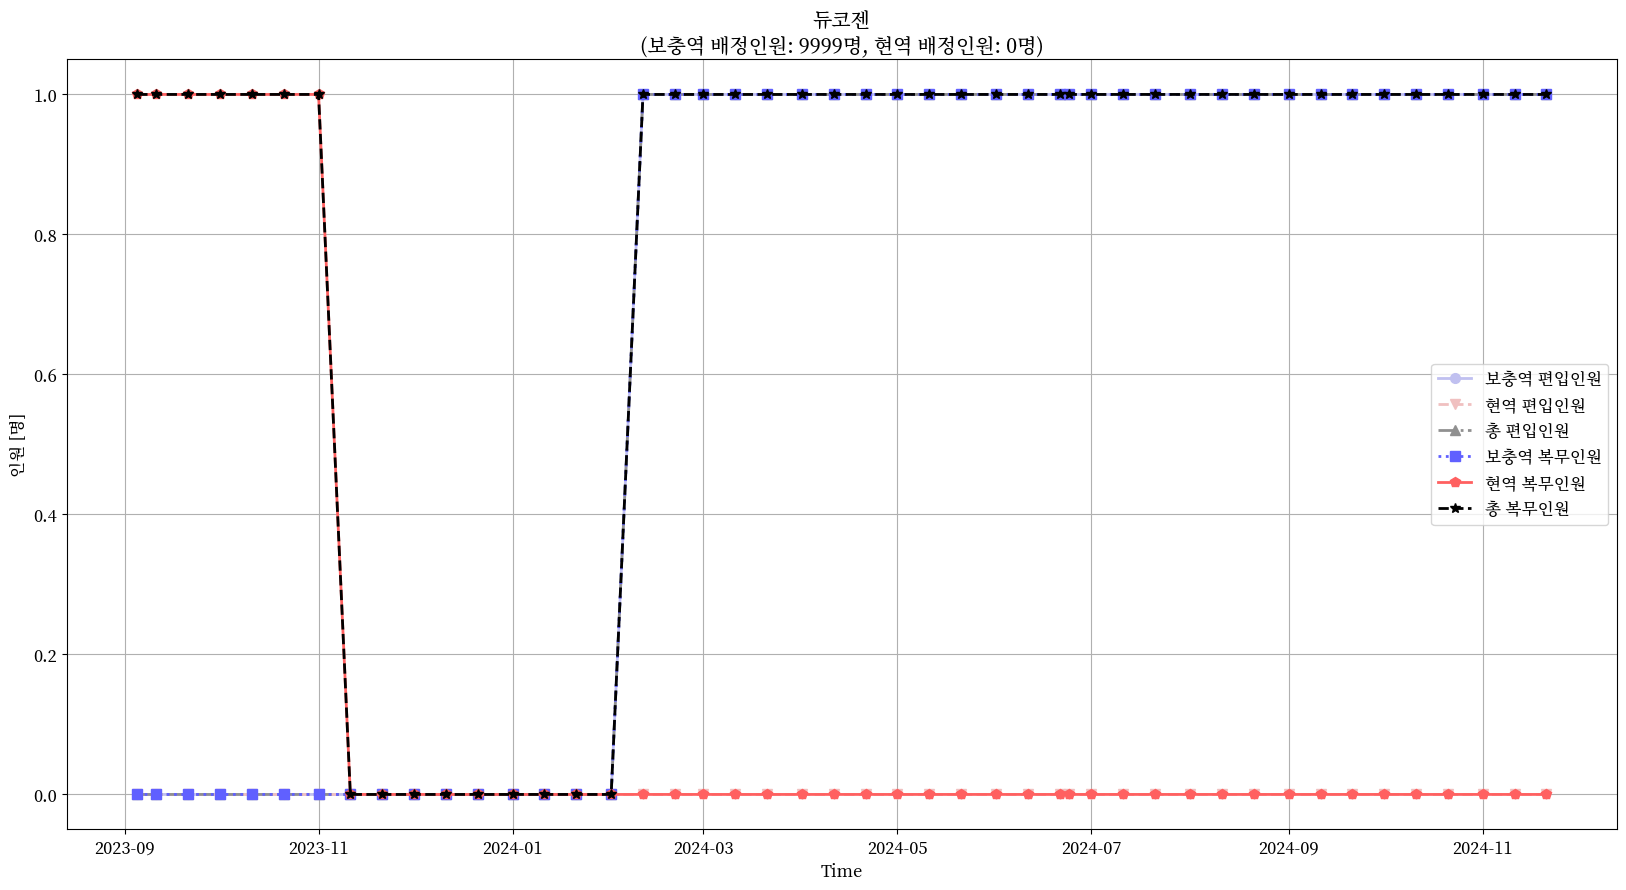 듀코젠
(보충역 배정인원: 9999명, 현역 배정인원: 0명)
1.0
0.8
0.6
0.4
0.2
0.0
인원 [명]
보충역 편입인원
현역 편입인원
총 편입인원
보충역 복무인원
현역 복무인원
총 복무인원
2023-09 2023-11 2024-01 2024-03 2024-05 2024-07 2024-09 2024-11
Time